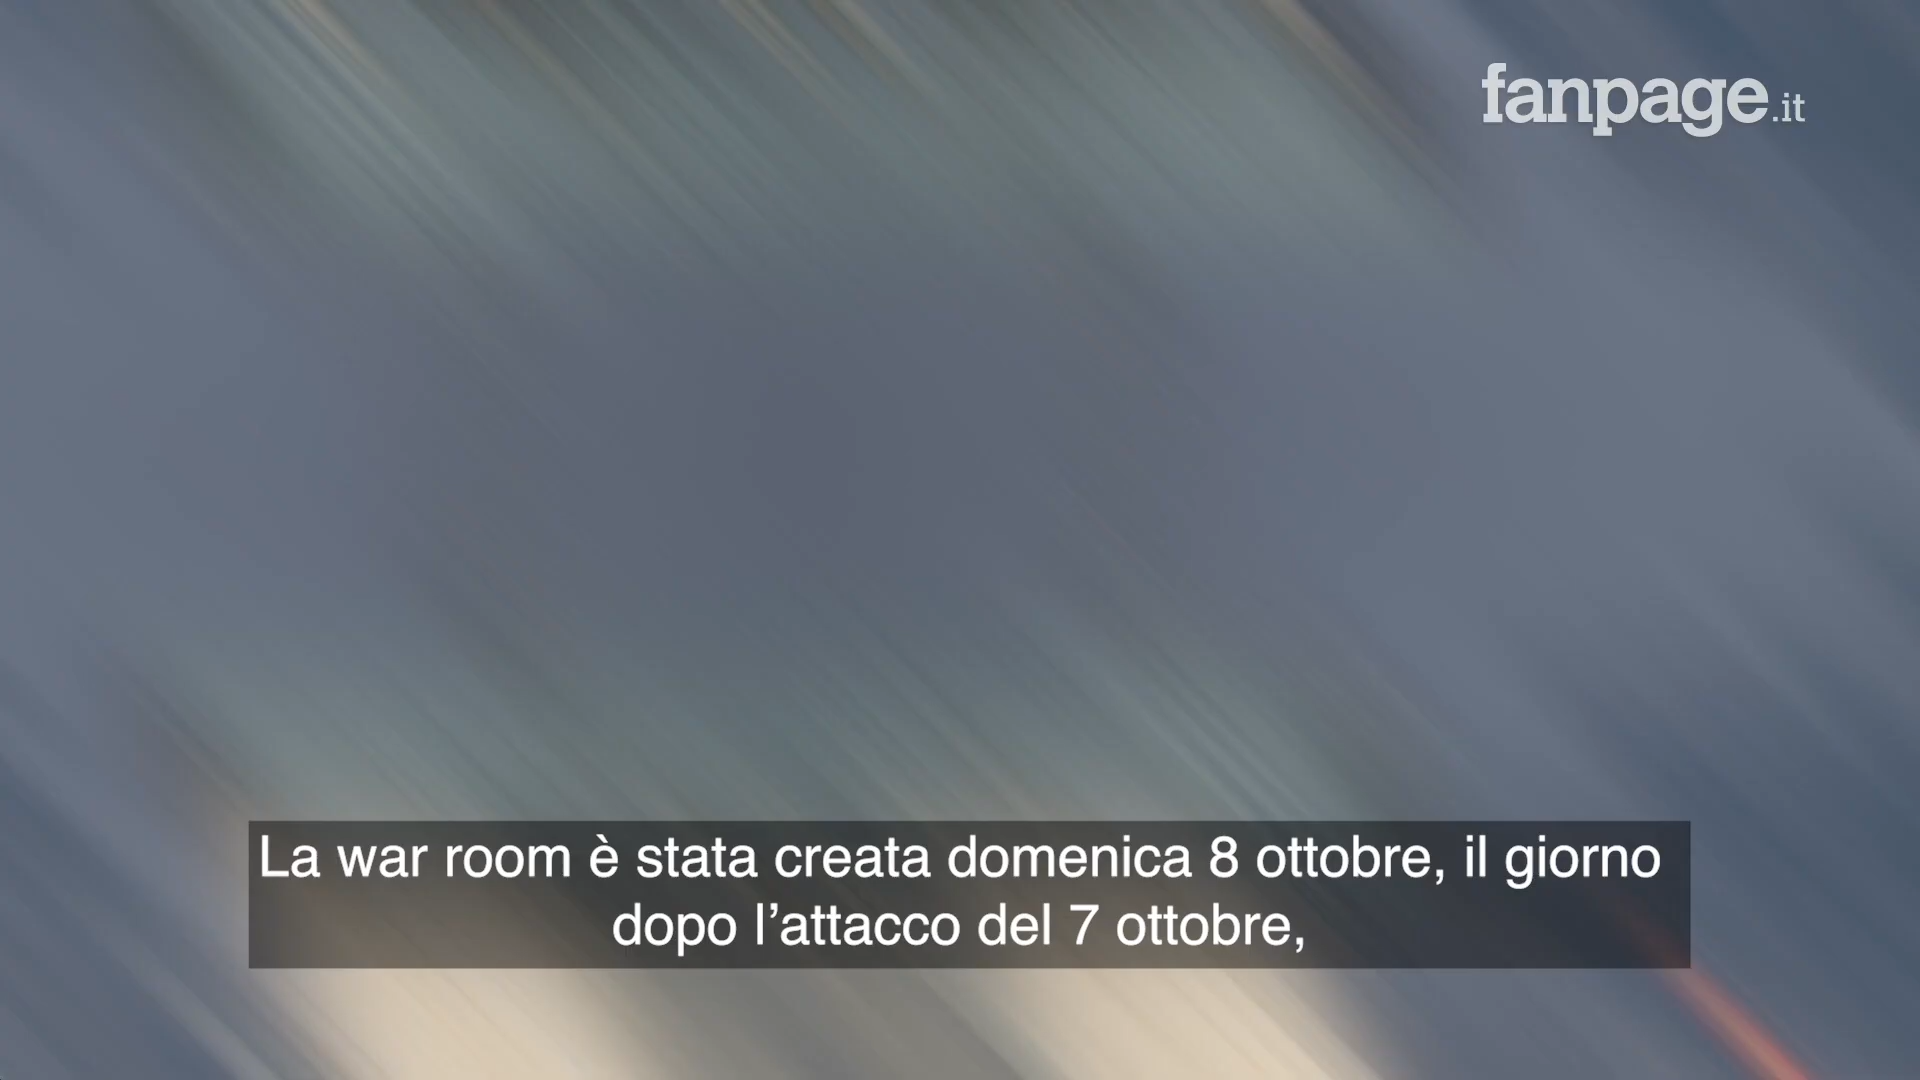 fanpage.it
La war room è stata creata domenica 8 ottobre, il giorno
dopo l’attacco del 7 ottobre,